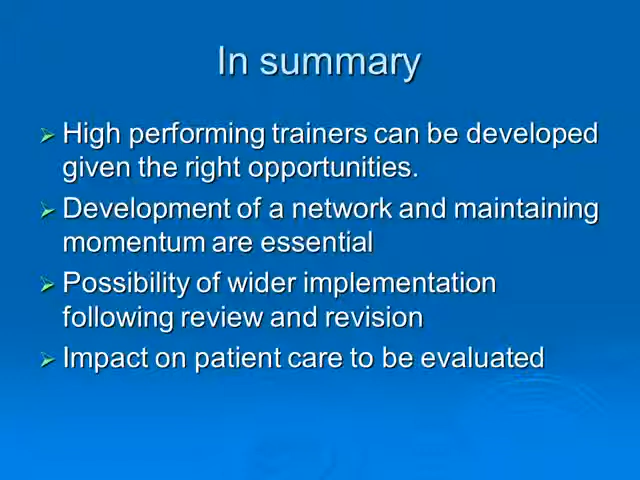 In summary
High performing trainers can be developed
given the right opportunities.
Development of a network and maintaining
momentum are essential
Possibility of wider implementation
following review and revision
Impact on patient care to be evaluated